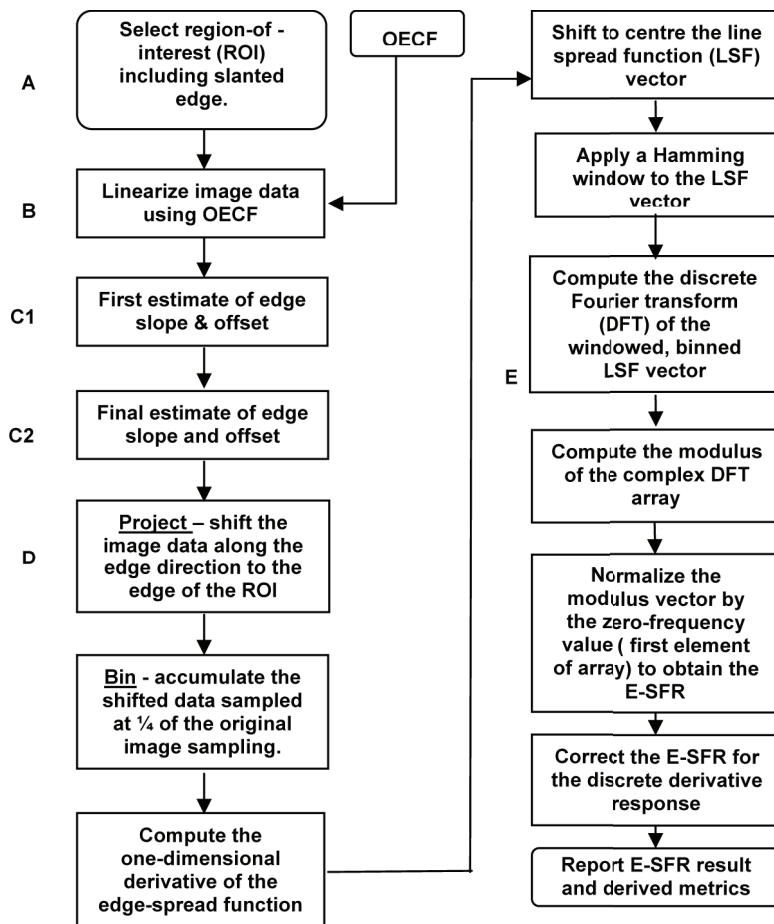 A
Select region-of -
interest (ROI)
including slanted
edge.
OECF
B
Linearize image data
using OECF
C1
First estimate of edge
slope & offset
C2
Final estimate of edge
slope and offset
D
Project – shift the
image data along the
edge direction to the
edge of the ROI
Bin - accumulate the
shifted data sampled
at ¼ of the original
image sampling.
Compute the
one-dimensional
derivative of the
edge-spread function
Shift to centre the line
spread function (LSF)
vector
Apply a Hamming
window to the LSF
vector
E
Compute the discrete
Fourier transform
(DFT) of the
windowed, binned
LSF vector
Compute the modulus
of the complex DFT
array
Normalize the
modulus vector by
the zero-frequency
value ( first element
of array) to obtain the
E-SFR
Correct the E-SFR for
the discrete derivative
response
Report E-SFR result
and derived metrics